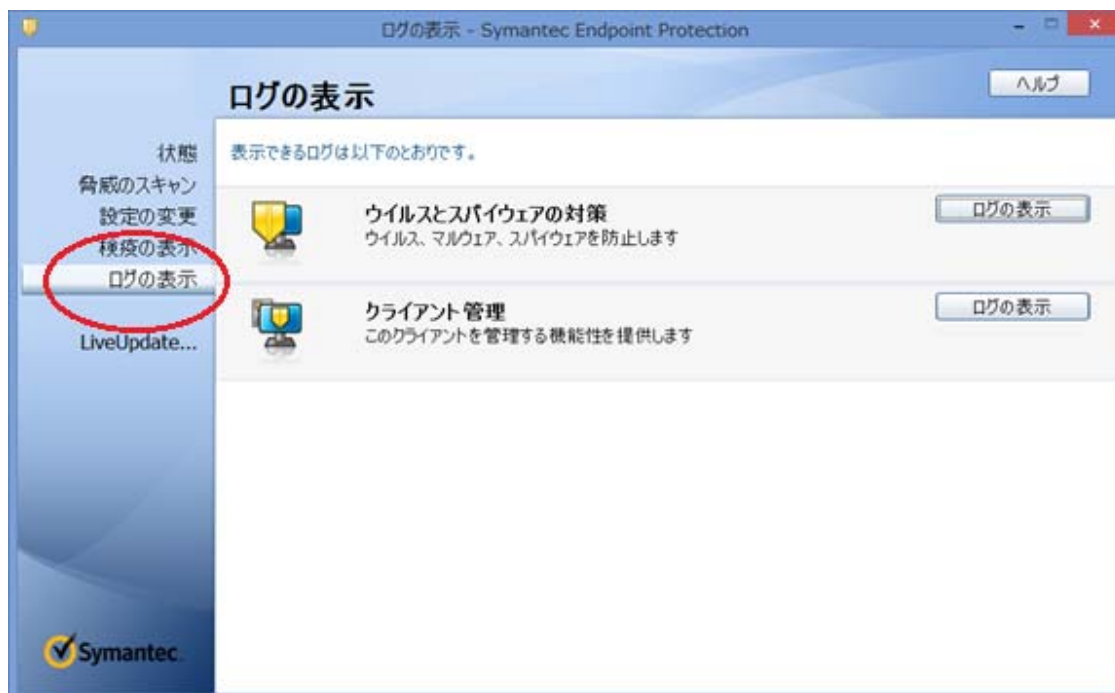 ログの表示 - Symantec Endpoint Protection
ログの表示
ヘルプ
状態
脅威のスキャン
設定の変更
検疫の表示
ログの表示
LiveUpdate...
表示できるログは以下のとおりです。
ウイルスとスパイウェアの対策
ウイルス、マルウェア、スパイウェアを防止します
ログの表示
クライアント管理
このクライアントを管理する機能性を提供します
ログの表示
Symantec.